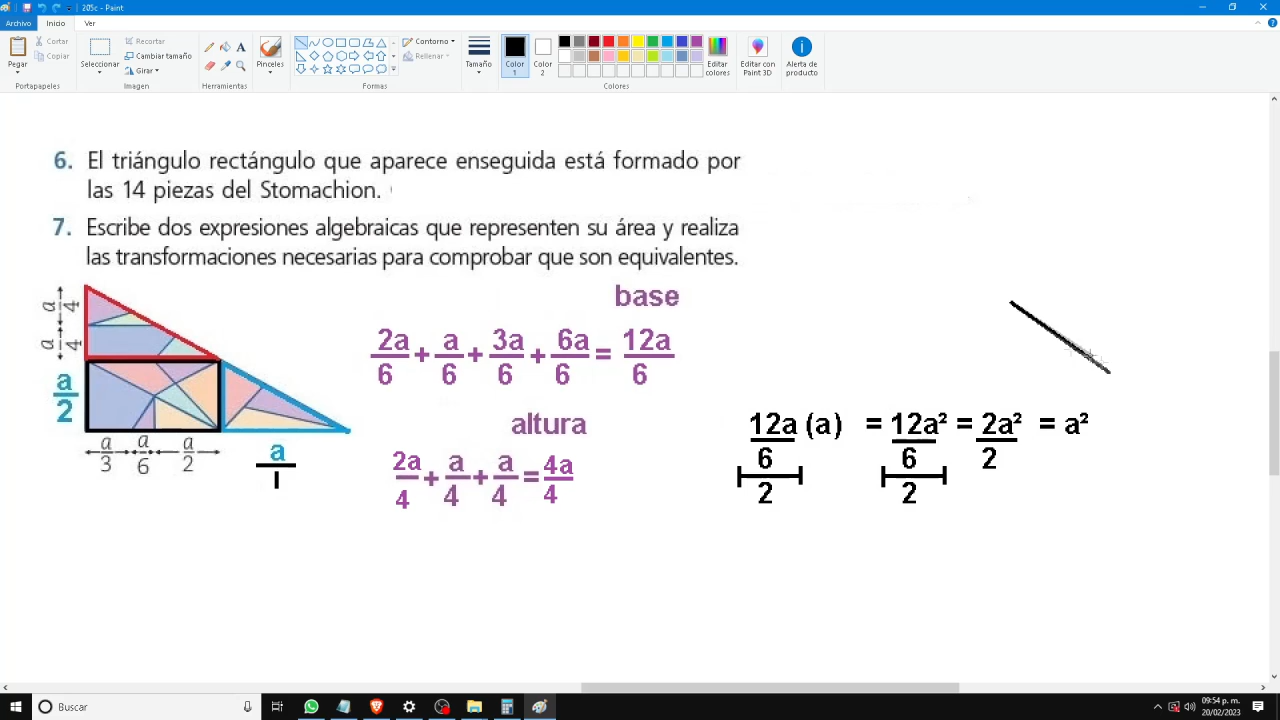 205c - Paint
Archivo Inicio Ver
Pegar
Cortar
Copiar
Portapapeles
Seleccionar
Recortar
Cambiar tamaño
Girar
Imagen
A
Herramientas
Pinceles
Contorno
Rellenar
Formas
Tamaño
Color 1
Color 2
Editar colores
Colores
Editar con Paint 3D
Alerta de producto
6. El triángulo rectángulo que aparece enseguida está formado por
las 14 piezas del Stomachion.
7. Escribe dos expresiones algebraicas que representen su área y realiza
las transformaciones necesarias para comprobar que son equivalentes.
a/4
a/4
a/2
a/3 a/6 a/2
a/1
base
2a/6 + a/6 + 3a/6 + 6a/6 = 12a/6
altura
2a/4 + a/4 + a/4 = 4a/4
12a/6 (a) / 2 = 12a²/6 / 2 = 2a²/2 = a²
Buscar
09:54 p. m.
20/02/2023